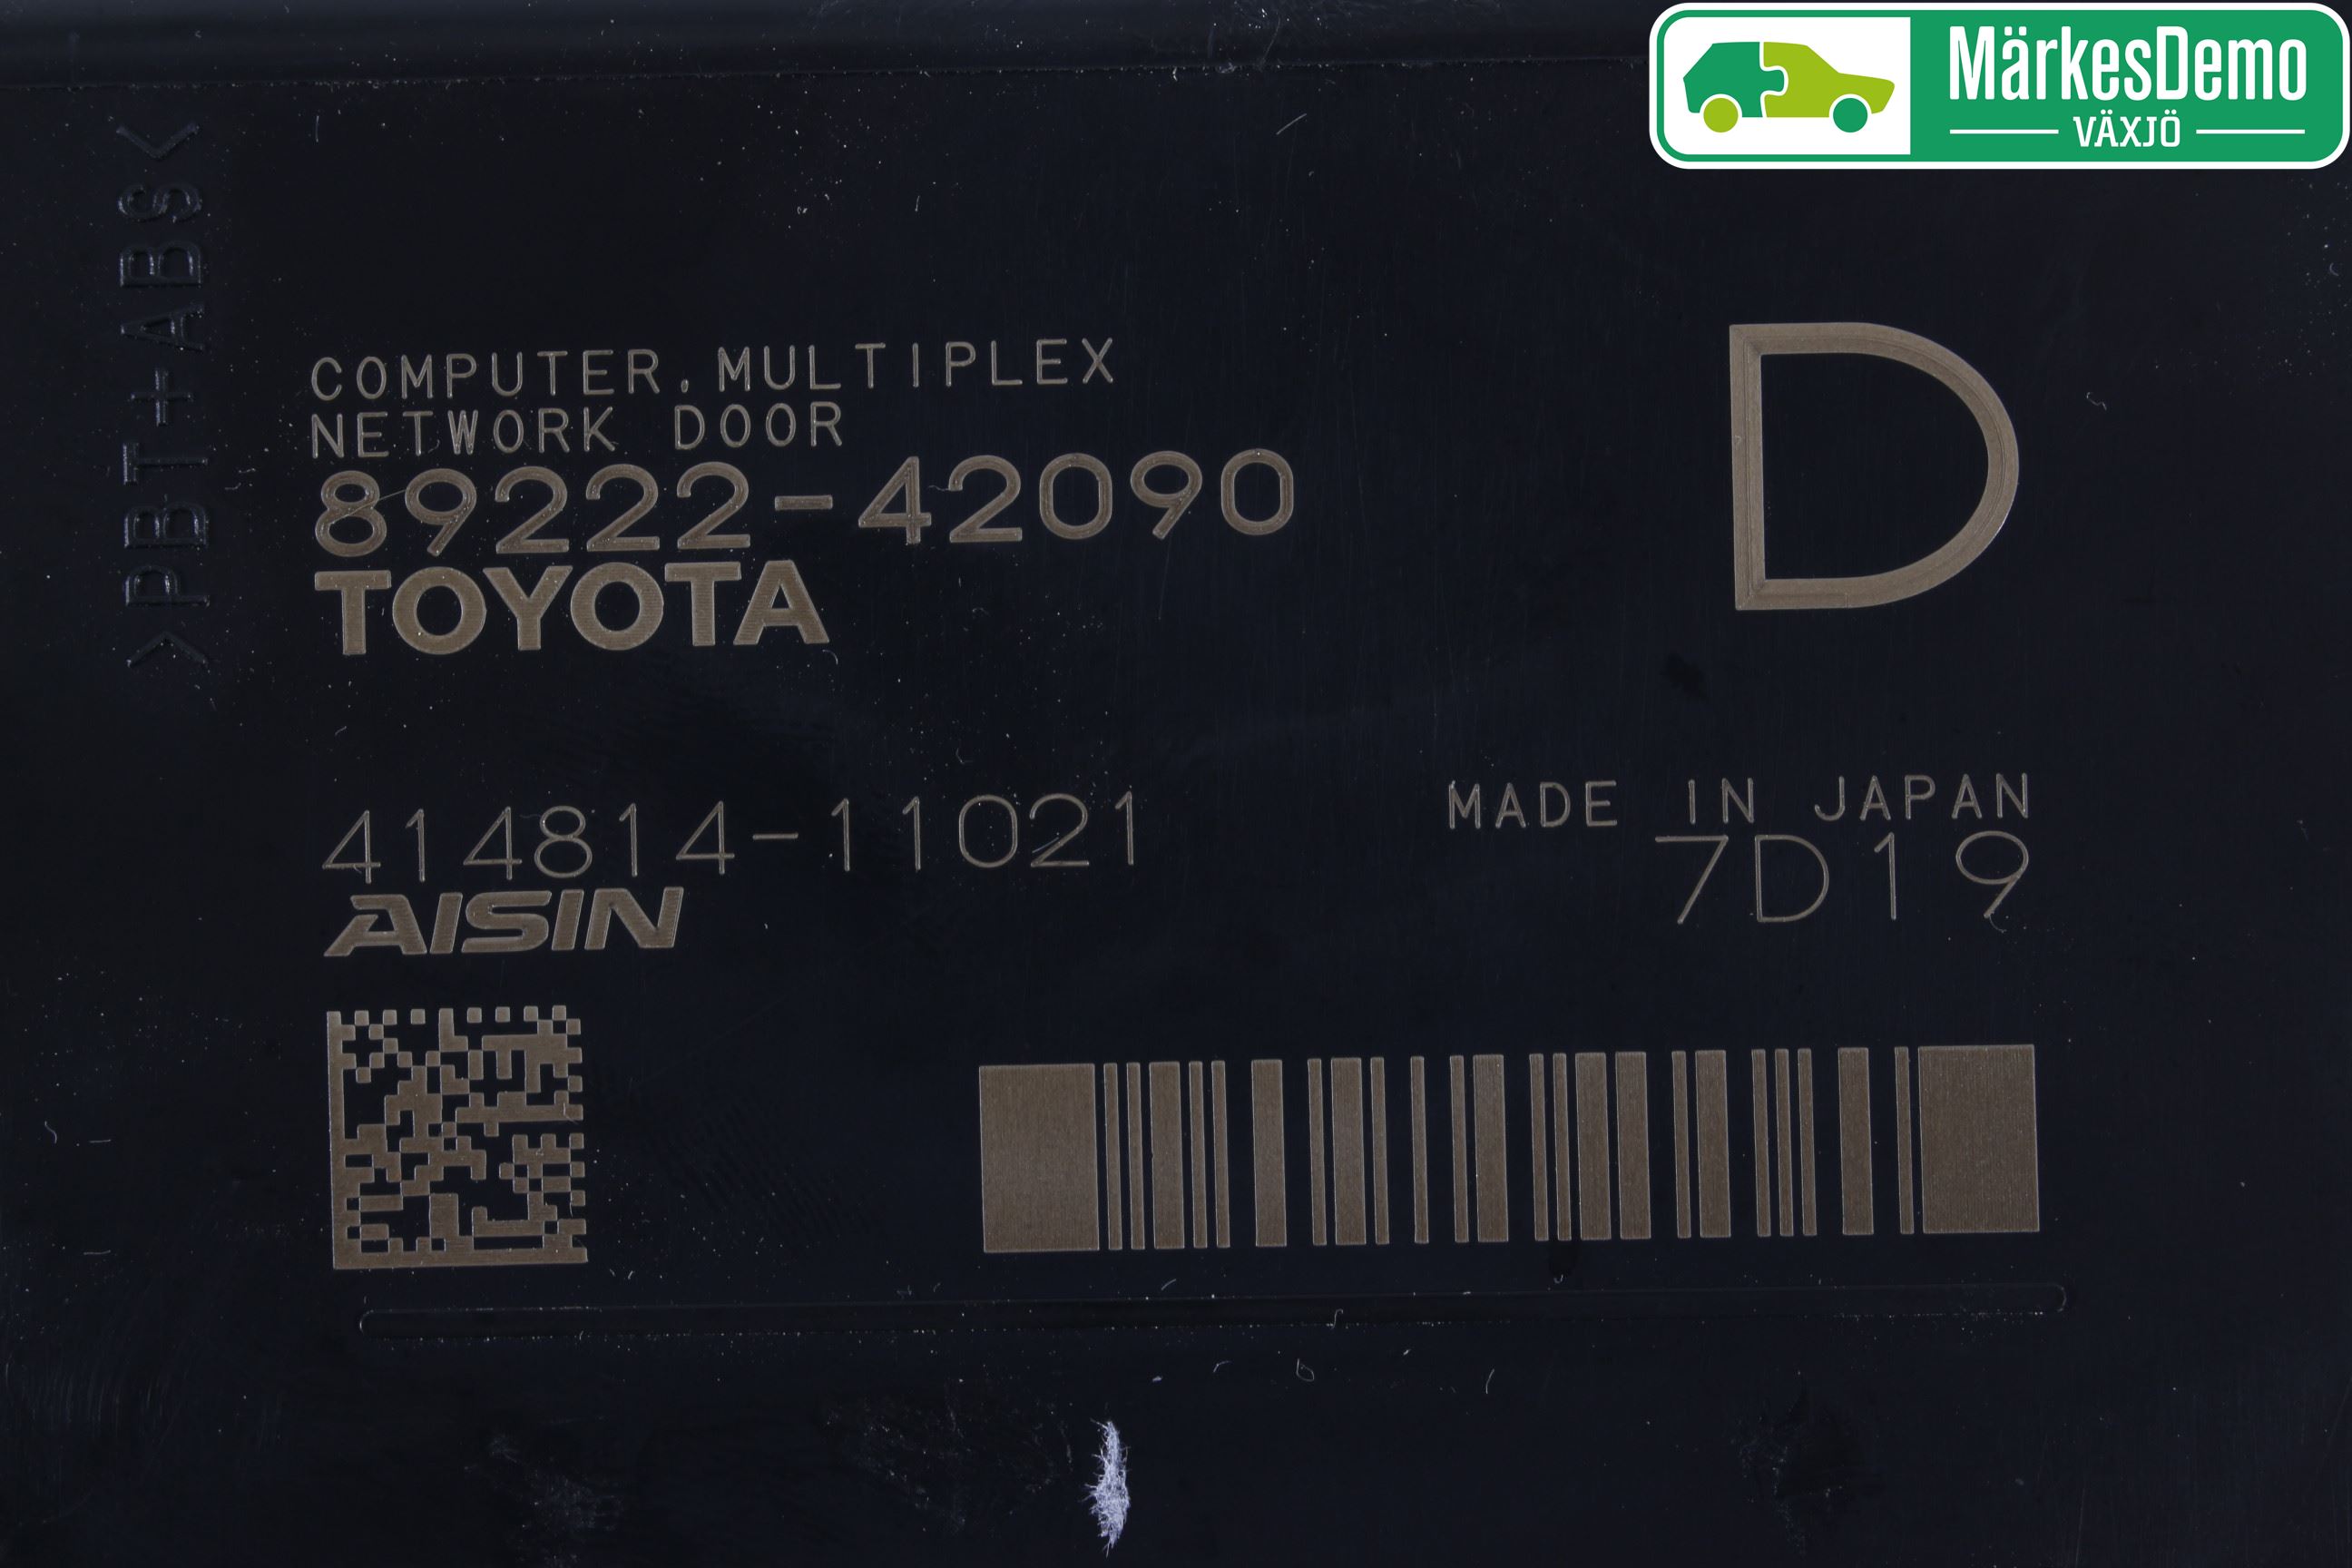 MärkesDemo
VÄXJÖ
>PBT+ABS<
COMPUTER,MULTIPLEX
NETWORK DOOR
89222-42090
TOYOTA
D
414814-11021
AISIN
MADE IN JAPAN
7D19